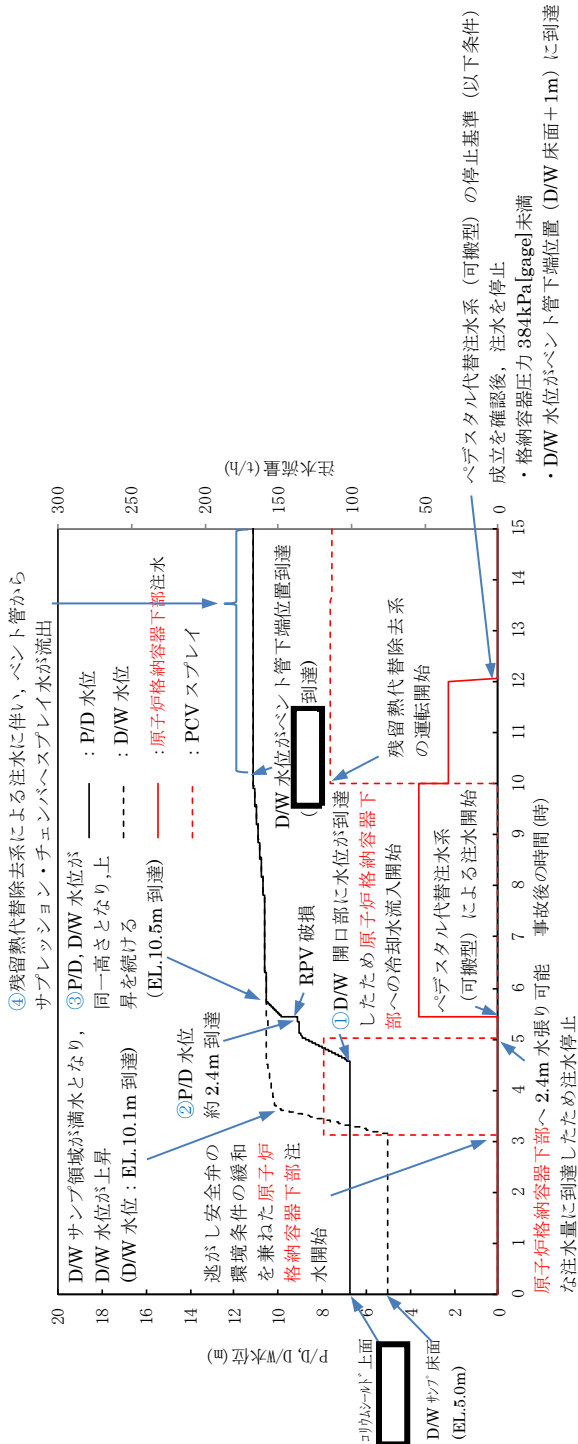 ④残留熱代替除去系による注水に伴い，ベント管から
サプレッション・チェンバへスプレイ水が流出
D/W サンプ領域が満水となり，
D/W 水位が上昇
(D/W 水位：EL.10.1m 到達)
③P/D, D/W 水位が
同一高さとなり，上
昇を続ける
(EL.10.5m 到達)
：P/D 水位
：D/W 水位
：原子炉格納容器下部注水
：PCV スプレイ
②P/D 水位
約 2.4m 到達
逃がし安全弁の
環境条件の緩和
を兼ねた原子炉
格納容器下部注
水開始
RPV 破損
①D/W 開口部に水位が到達
したため原子炉格納容器下
部への冷却水流入開始
D/W 水位がベント管下端位置到達
( 到達)
残留熱代替除去系
の運転開始
ペデスタル代替注水系
（可搬型）による注水開始
P/D, D/W水位(m)
20
18
16
14
12
10
8
6
4
2
0
注水流量(t/h)
300
250
200
150
100
50
0
0 1 2 3 4 5 6 7 8 9 10 11 12 13 14 15
事故後の時間(時)
コリウムシールド上面
D/W サンプ床面
(EL.5.0m)
原子炉格納容器下部へ 2.4m 水張り可能
な注水量に到達したため注水停止
ペデスタル代替注水系（可搬型）の停止基準（以下条件）
成立を確認後，注水を停止
・格納容器圧力 384kPa[gage]未満
・D/W 水位がベント管下端位置（D/W 床面＋1m）に到達